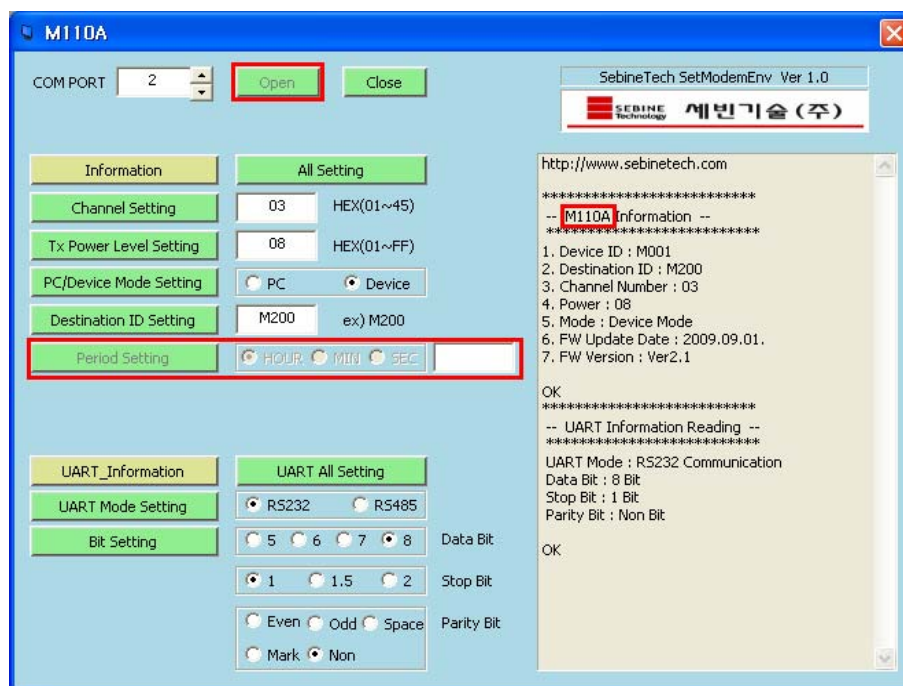 M110A
COM PORT 2 Open Close
SebineTech SetModemEnv Ver 1.0
SEBINE Technology 세빈기술(주)
Information All Setting
Channel Setting 03 HEX(01~45)
Tx Power Level Setting 08 HEX(01~FF)
PC/Device Mode Setting PC Device
Destination ID Setting M200 ex) M200
Period Setting HOUR MIN SEC
UART_Information UART All Setting
UART Mode Setting RS232 RS485
Bit Setting 5 6 7 8 Data Bit
1 1.5 2 Stop Bit
Even Odd Space Parity Bit
Mark Non
http://www.sebinetech.com
**************************
-- M110A Information --
**************************
1. Device ID : M001
2. Destination ID : M200
3. Channel Number : 03
4. Power : 08
5. Mode : Device Mode
6. FW Update Date : 2009.09.01.
7. FW Version : Ver2.1
OK
**************************
-- UART Information Reading --
**************************
UART Mode : RS232 Communication
Data Bit : 8 Bit
Stop Bit : 1 Bit
Parity Bit : Non Bit
OK